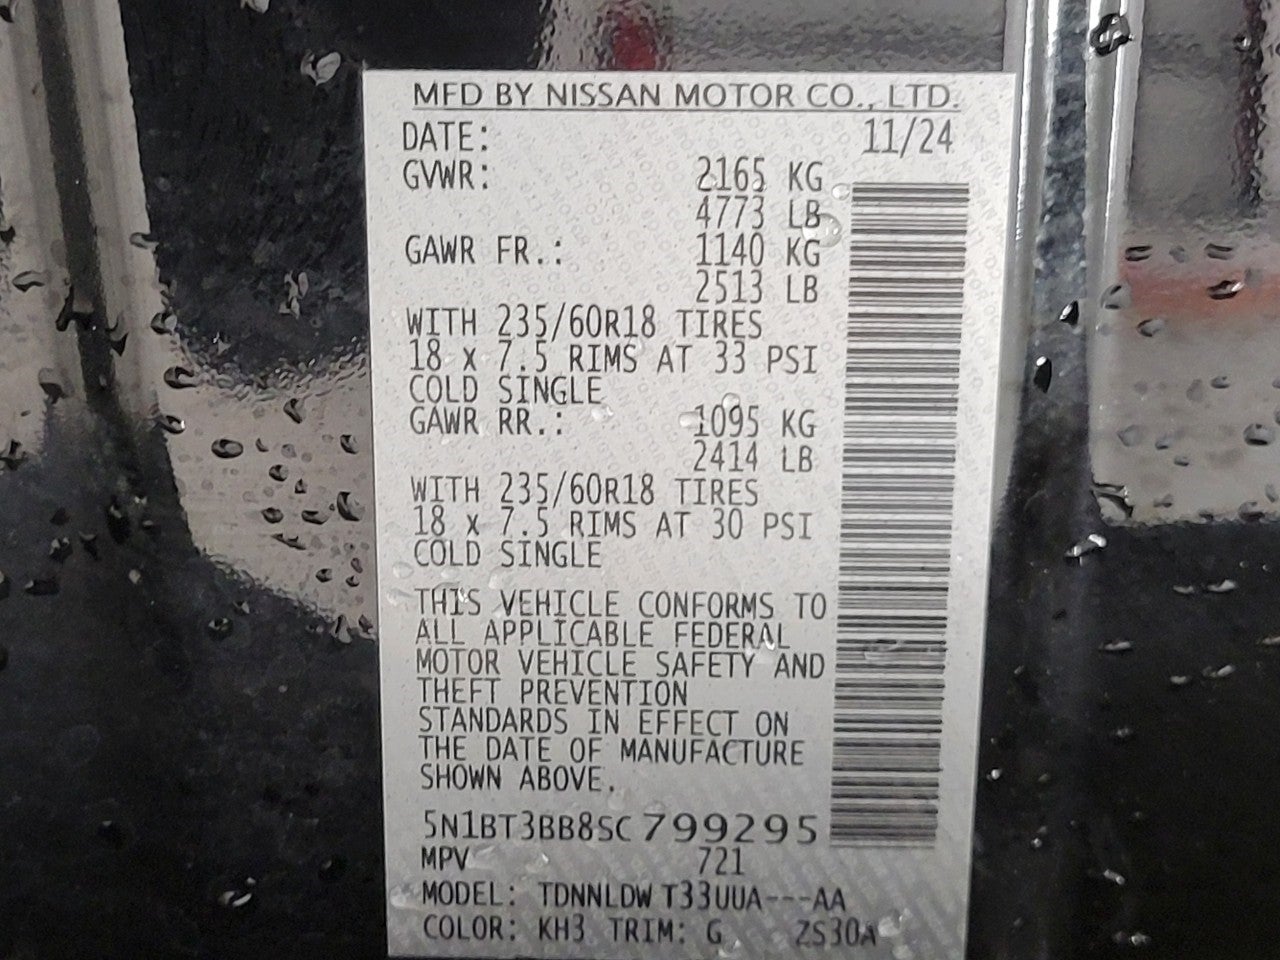 MFD BY NISSAN MOTOR CO., LTD.
DATE: 11/24
GVWR: 2165 KG
4773 LB
GAWR FR.: 1140 KG
2513 LB
WITH 235/60R18 TIRES
18 x 7.5 RIMS AT 33 PSI
COLD SINGLE
GAWR RR.: 1095 KG
2414 LB
WITH 235/60R18 TIRES
18 x 7.5 RIMS AT 30 PSI
COLD SINGLE
THIS VEHICLE CONFORMS TO
ALL APPLICABLE FEDERAL
MOTOR VEHICLE SAFETY AND
THEFT PREVENTION
STANDARDS IN EFFECT ON
THE DATE OF MANUFACTURE
SHOWN ABOVE.
5N1BT3BB8SC799295
MPV 721
MODEL: TDNNLDW T33UUA---AA
COLOR: KH3 TRIM: G ZS30A